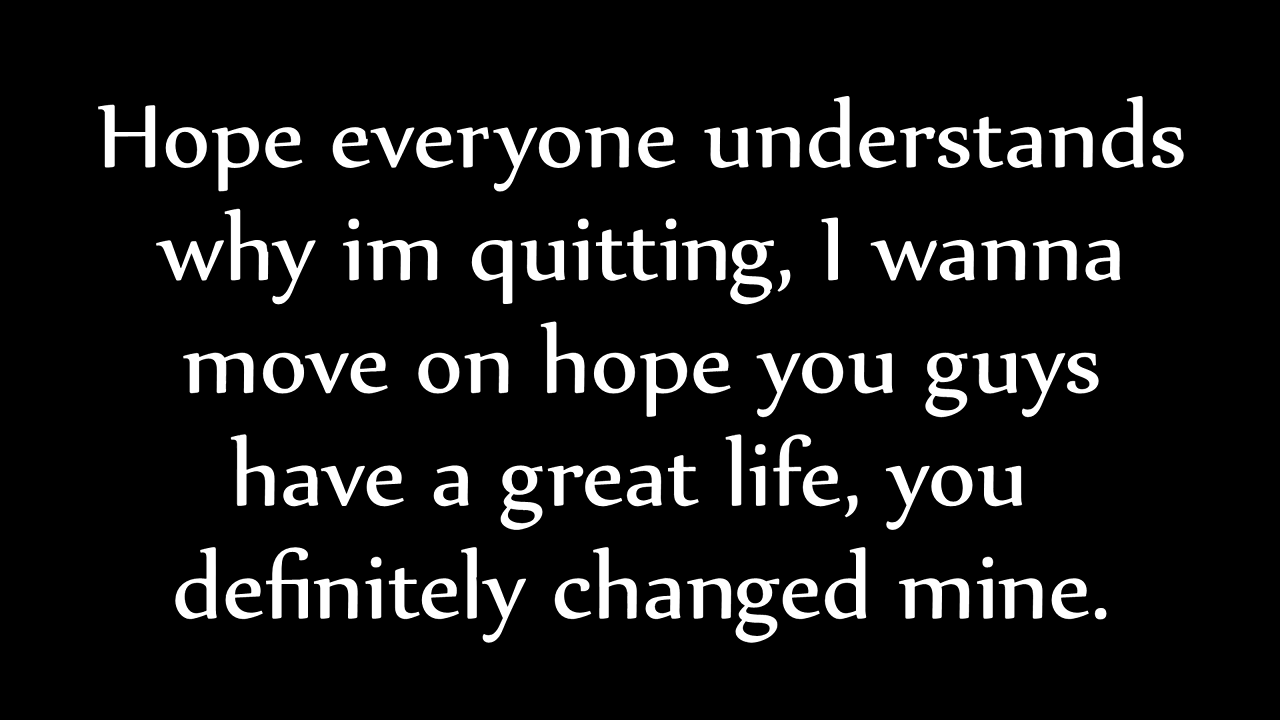 Hope everyone understands
why im quitting, I wanna
move on hope you guys
have a great life, you
definitely changed mine.